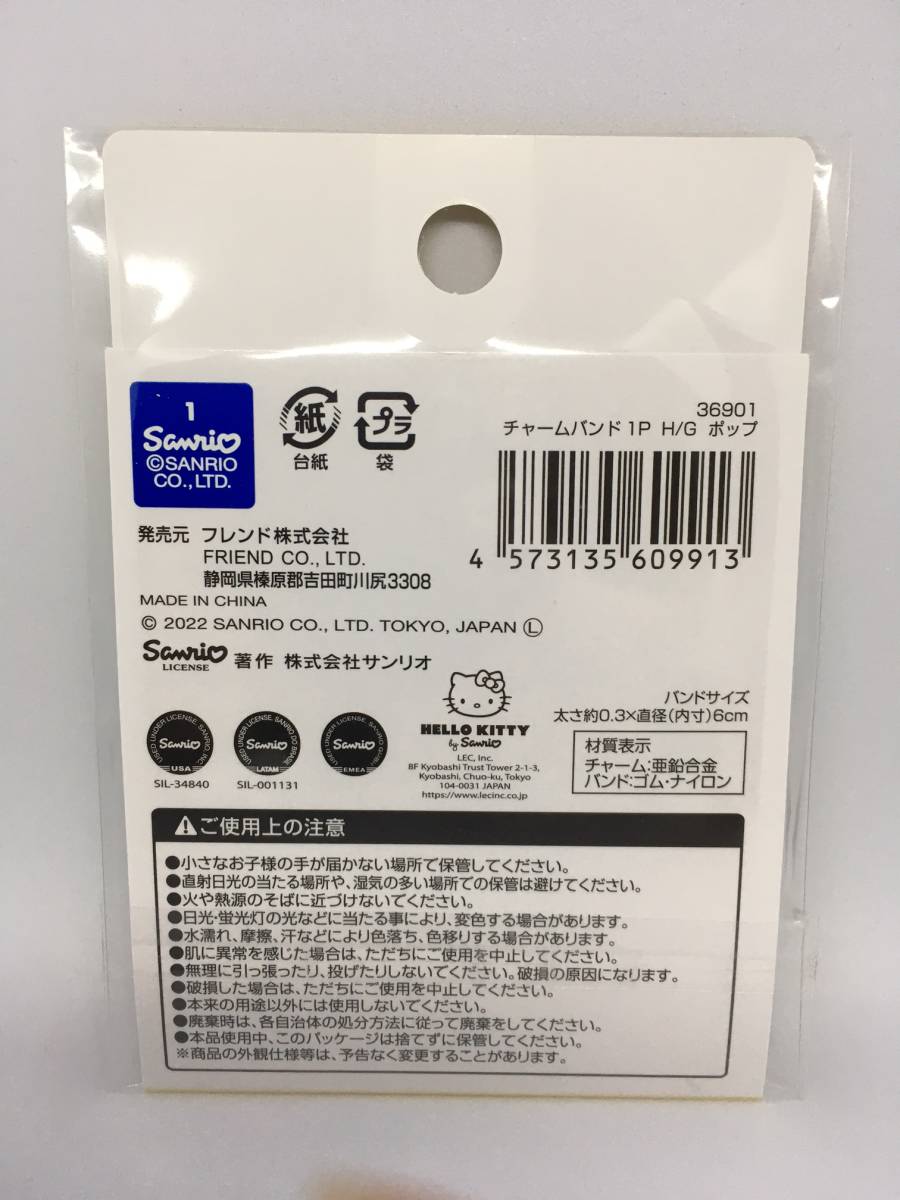 1
Sanrio
©SANRIO
CO.,LTD.
紙
台紙
プラ
袋
36901
チャームバンド1P H/G ポップ
4 573135 609913
発売元 フレンド株式会社
FRIEND CO., LTD.
静岡県榛原郡吉田町川尻3308
MADE IN CHINA
© 2022 SANRIO CO., LTD. TOKYO, JAPAN Ⓛ
Sanrio
LICENSE
著作 株式会社サンリオ
USED UNDER LICENSE. SANRIO, INC.
Sanrio
USA
SIL-34840
USED UNDER LICENSE. SANRIO DO BRASIL
Sanrio
LATAM
SIL-001131
USED UNDER LICENSE. SANRIO GMBH
Sanrio
EMEA
HELLO KITTY
by Sanrio
LEC, Inc.
8F Kyobashi Trust Tower 2-1-3,
Kyobashi, Chuo-ku, Tokyo
104-0031 JAPAN
https://www.lecinc.co.jp
バンドサイズ
太さ約0.3×直径(内寸)6cm
材質表示
チャーム:亜鉛合金
バンド:ゴム・ナイロン
⚠ご使用上の注意
●小さなお子様の手が届かない場所で保管してください。
●直射日光の当たる場所や、湿気の多い場所での保管は避けてください。
●火や熱源のそばに近づけないでください。
●日光・蛍光灯の光などに当たる事により、変色する場合があります。
●水濡れ、摩擦、汗などにより色落ち、色移りする場合があります。
●肌に異常を感じた場合は、ただちにご使用を中止してください。
●無理に引っ張ったり、投げたりしないでください。破損の原因になります。
●破損した場合は、ただちにご使用を中止してください。
●本来の用途以外には使用しないでください。
●廃棄時は、各自治体の処分方法に従って廃棄をしてください。
●本品使用中、このパッケージは捨てずに保管してください。
※商品の外観仕様等は、予告なく変更することがあります。